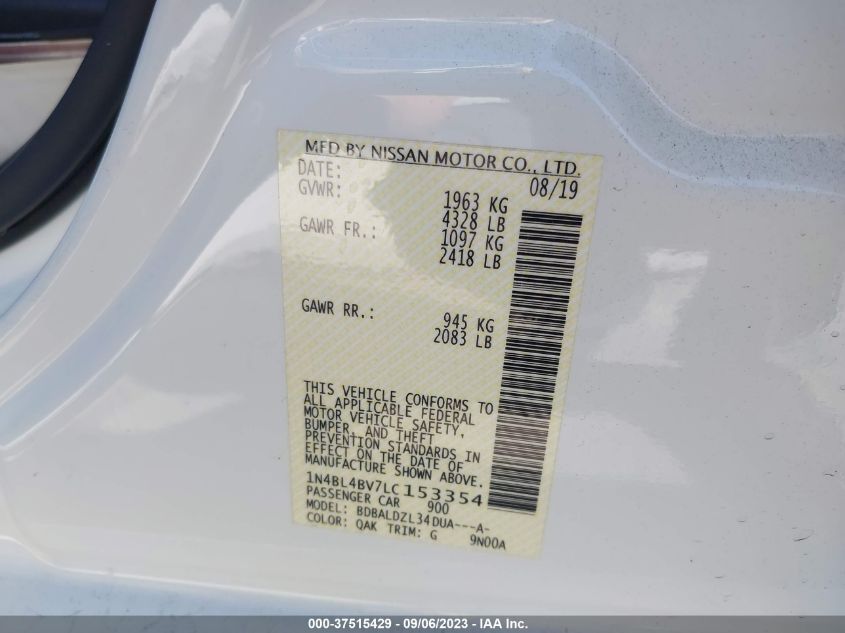 MFD BY NISSAN MOTOR CO., LTD.
DATE: 08/19
GVWR: 1963 KG
4328 LB
GAWR FR.: 1097 KG
2418 LB
GAWR RR.: 945 KG
2083 LB
THIS VEHICLE CONFORMS TO
ALL APPLICABLE FEDERAL
MOTOR VEHICLE SAFETY,
BUMPER, AND THEFT
PREVENTION STANDARDS IN
EFFECT ON THE DATE OF
MANUFACTURE SHOWN ABOVE.
1N4BL4BV7LC153354
PASSENGER CAR 900
MODEL: BDBALDZL34DUA---A-
COLOR: QAK TRIM: G 9N00A
000-37515429 - 09/06/2023 - IAA Inc.